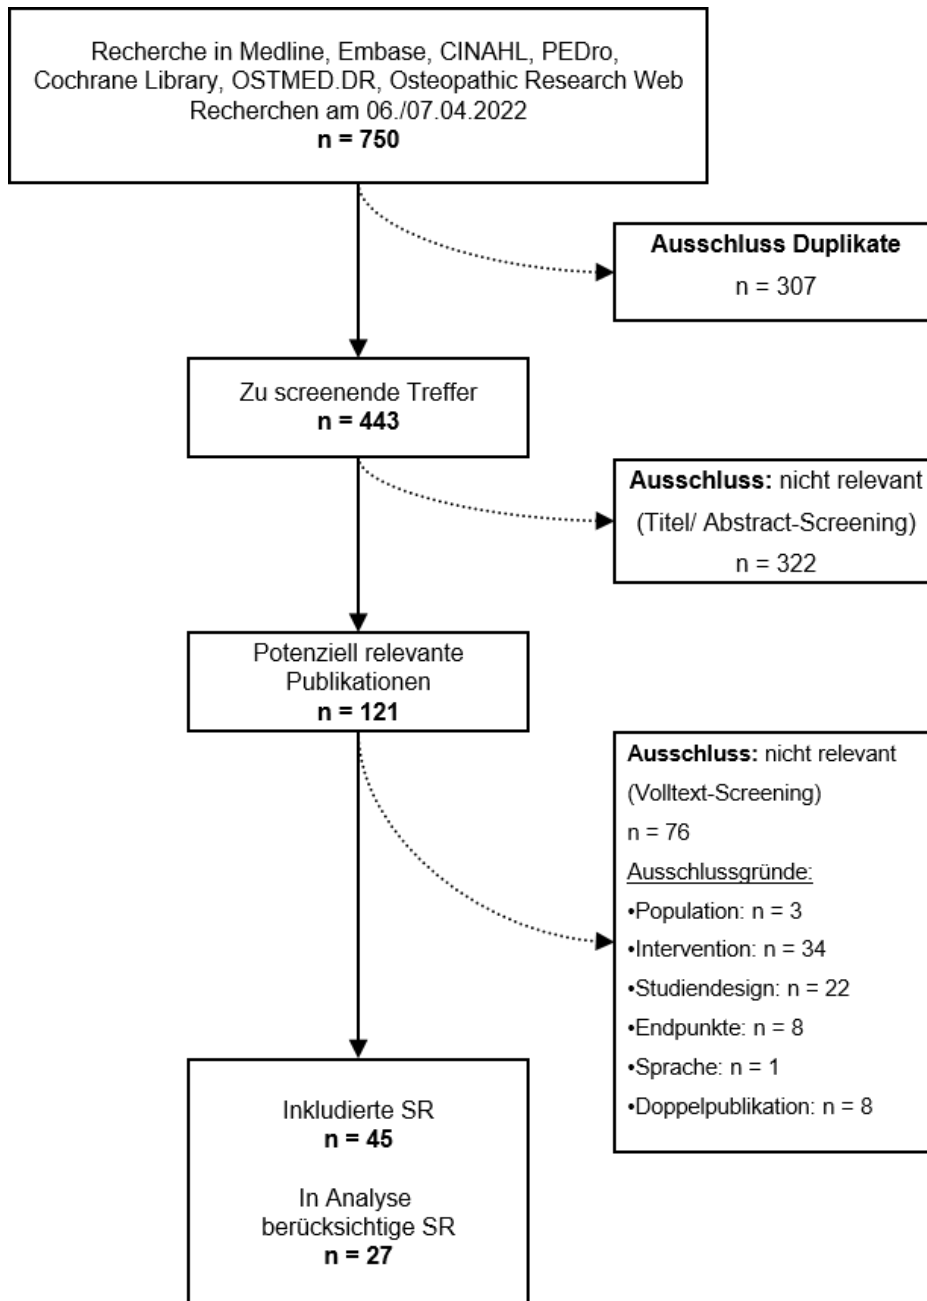 Recherche in Medline, Embase, CINAHL, PEDro,
Cochrane Library, OSTMED.DR, Osteopathic Research Web
Recherchen am 06./07.04.2022
n = 750
Ausschluss Duplikate
n = 307
Zu screenende Treffer
n = 443
Ausschluss: nicht relevant
(Titel/ Abstract-Screening)
n = 322
Potenziell relevante
Publikationen
n = 121
Ausschluss: nicht relevant
(Volltext-Screening)
n = 76
Ausschlussgründe:
•Population: n = 3
•Intervention: n = 34
•Studiendesign: n = 22
•Endpunkte: n = 8
•Sprache: n = 1
•Doppelpublikation: n = 8
Inkludierte SR
n = 45
In Analyse
berücksichtige SR
n = 27